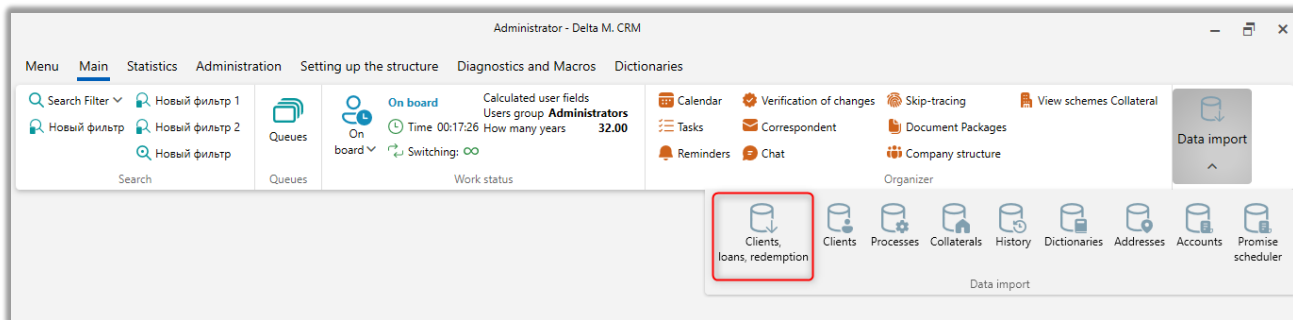 Administrator - Delta M. CRM
Menu Main Statistics Administration Setting up the structure Diagnostics and Macros Dictionaries
Search Filter
Новый фильтр
Новый фильтр 1
Новый фильтр 2
Новый фильтр
Search
Queues
Queues
On
board
On board
Time 00:17:26
Switching: ∞
Calculated user fields
Users group Administrators
How many years 32.00
Work status
Calendar
Tasks
Reminders
Verification of changes
Correspondent
Chat
Skip-tracing
Document Packages
Company structure
View schemes Collateral
Organizer
Data import
Clients,
loans, redemption
Clients
Processes
Collaterals
History
Dictionaries
Addresses
Accounts
Promise
scheduler
Data import